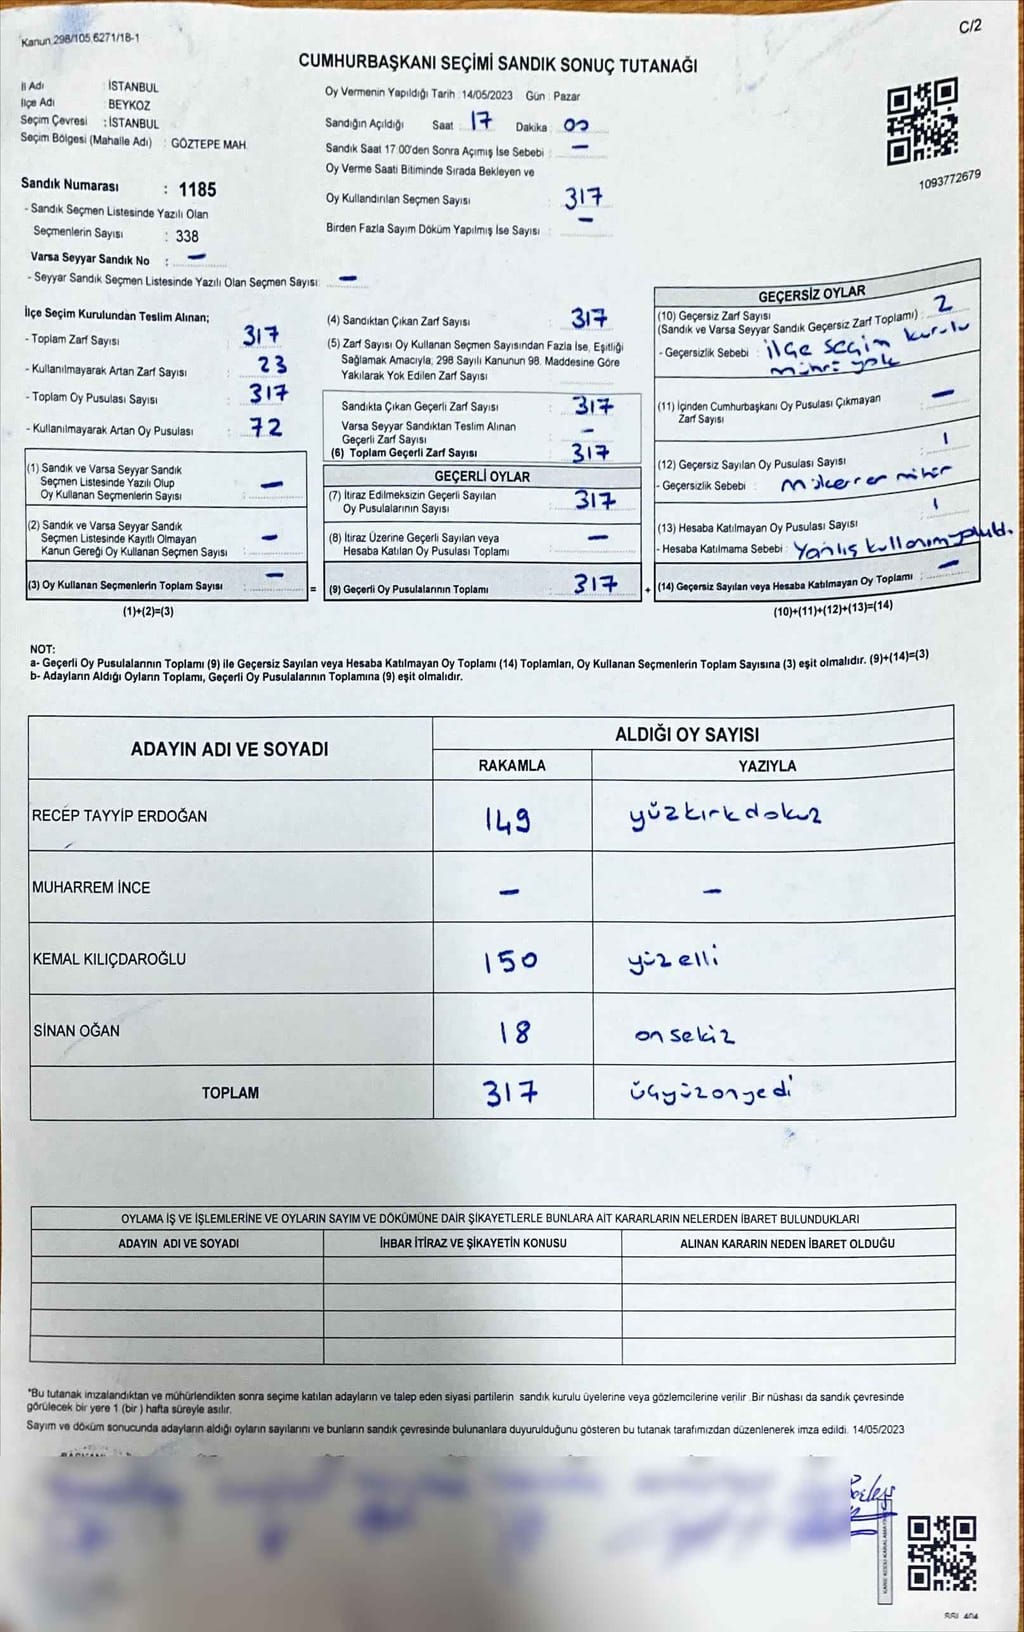 Kanun 298/105,6271/18-1
C/2
CUMHURBAŞKANI SEÇİMİ SANDIK SONUÇ TUTANAĞI
İl Adı : İSTANBUL
İlçe Adı : BEYKOZ
Seçim Çevresi : İSTANBUL
Seçim Bölgesi (Mahalle Adı) : GÖZTEPE MAH.
Sandık Numarası : 1185
- Sandık Seçmen Listesinde Yazılı Olan
Seçmenlerin Sayısı : 338
Varsa Seyyar Sandık No : –
- Seyyar Sandık Seçmen Listesinde Yazılı Olan Seçmen Sayısı: –
Oy Vermenin Yapıldığı Tarih : 14/05/2023 Gün : Pazar
Sandığın Açıldığı Saat : 17 Dakika : 00
Sandık Saat 17.00'den Sonra Açımış İse Sebebi : –
Oy Verme Saati Bitiminde Sırada Bekleyen ve
Oy Kullandırılan Seçmen Sayısı : 317
Birden Fazla Sayım Döküm Yapılmış İse Sayısı : –
1093772679
İlçe Seçim Kurulundan Teslim Alınan;
- Toplam Zarf Sayısı : 317
- Kullanılmayarak Artan Zarf Sayısı : 23
- Toplam Oy Pusulası Sayısı : 317
- Kullanılmayarak Artan Oy Pusulası : 72
(1) Sandık ve Varsa Seyyar Sandık
Seçmen Listesinde Yazılı Olup
Oy Kullanan Seçmenlerin Sayısı : –
(2) Sandık ve Varsa Seyyar Sandık
Seçmen Listesinde Kayıtlı Olmayan
Kanun Gereği Oy Kullanan Seçmen Sayısı : –
(3) Oy Kullanan Seçmenlerin Toplam Sayısı : –
(1)+(2)=(3)
=
(4) Sandıktan Çıkan Zarf Sayısı : 317
(5) Zarf Sayısı Oy Kullanan Seçmen Sayısından Fazla İse, Eşitliği
Sağlamak Amacıyla; 298 Sayılı Kanunun 98. Maddesine Göre
Yakılarak Yok Edilen Zarf Sayısı :
Sandıkta Çıkan Geçerli Zarf Sayısı : 317
Varsa Seyyar Sandıktan Teslim Alınan
Geçerli Zarf Sayısı : –
(6) Toplam Geçerli Zarf Sayısı : 317
GEÇERLİ OYLAR
(7) İtiraz Edilmeksizin Geçerli Sayılan
Oy Pusulalarının Sayısı : 317
(8) İtiraz Üzerine Geçerli Sayılan veya
Hesaba Katılan Oy Pusulası Toplamı : –
(9) Geçerli Oy Pusulalarının Toplamı : 317
+
GEÇERSİZ OYLAR
(10) Geçersiz Zarf Sayısı : 2
(Sandık ve Varsa Seyyar Sandık Geçersiz Zarf Toplamı)
- Geçersizlik Sebebi : ilçe seçim kurulu
mührü yok
(11) İçinden Cumhurbaşkanı Oy Pusulası Çıkmayan
Zarf Sayısı : –
(12) Geçersiz Sayılan Oy Pusulası Sayısı : 1
- Geçersizlik Sebebi : mükerrer mühür
(13) Hesaba Katılmayan Oy Pusulası Sayısı : 1
- Hesaba Katılmama Sebebi : Yanlış kullanım
(14) Geçersiz Sayılan veya Hesaba Katılmayan Oy Toplamı : –
(10)+(11)+(12)+(13)=(14)
NOT:
a- Geçerli Oy Pusulalarının Toplamı (9) ile Geçersiz Sayılan veya Hesaba Katılmayan Oy Toplamı (14) Toplamları, Oy Kullanan Seçmenlerin Toplam Sayısına (3) eşit olmalıdır. (9)+(14)=(3)
b- Adayların Aldığı Oyların Toplamı, Geçerli Oy Pusulalarının Toplamına (9) eşit olmalıdır.
ADAYIN ADI VE SOYADI ALDIĞI OY SAYISI
RAKAMLA YAZIYLA
RECEP TAYYİP ERDOĞAN 149 yüzkırkdokuz
MUHARREM İNCE – –
KEMAL KILIÇDAROĞLU 150 yüzelli
SİNAN OĞAN 18 onsekiz
TOPLAM 317 üçyüzonyedi
OYLAMA İŞ VE İŞLEMLERİNE VE OYLARIN SAYIM VE DÖKÜMÜNE DAİR ŞİKAYETLERLE BUNLARA AİT KARARLARIN NELERDEN İBARET BULUNDUKLARI
ADAYIN ADI VE SOYADI İHBAR İTİRAZ VE ŞİKAYETİN KONUSU ALINAN KARARIN NEDEN İBARET OLDUĞU
*Bu tutanak imzalandıktan ve mühürlendikten sonra seçime katılan adayların ve talep eden siyasi partilerin sandık kurulu üyelerine veya gözlemcilerine verilir. Bir nüshası da sandık çevresinde
görülecek bir yere 1 (bir) hafta süreyle asılır.
Sayım ve döküm sonucunda adayların aldığı oyların sayılarını ve bunların sandık çevresinde bulunanlara duyurulduğunu gösteren bu tutanak tarafımızdan düzenlenerek imza edildi. 14/05/2023